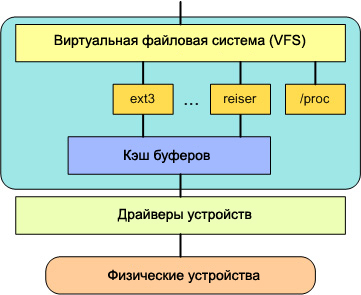 Виртуальная файловая система (VFS)
ext3 ... reiser /proc
Кэш буферов
Драйверы устройств
Физические устройства